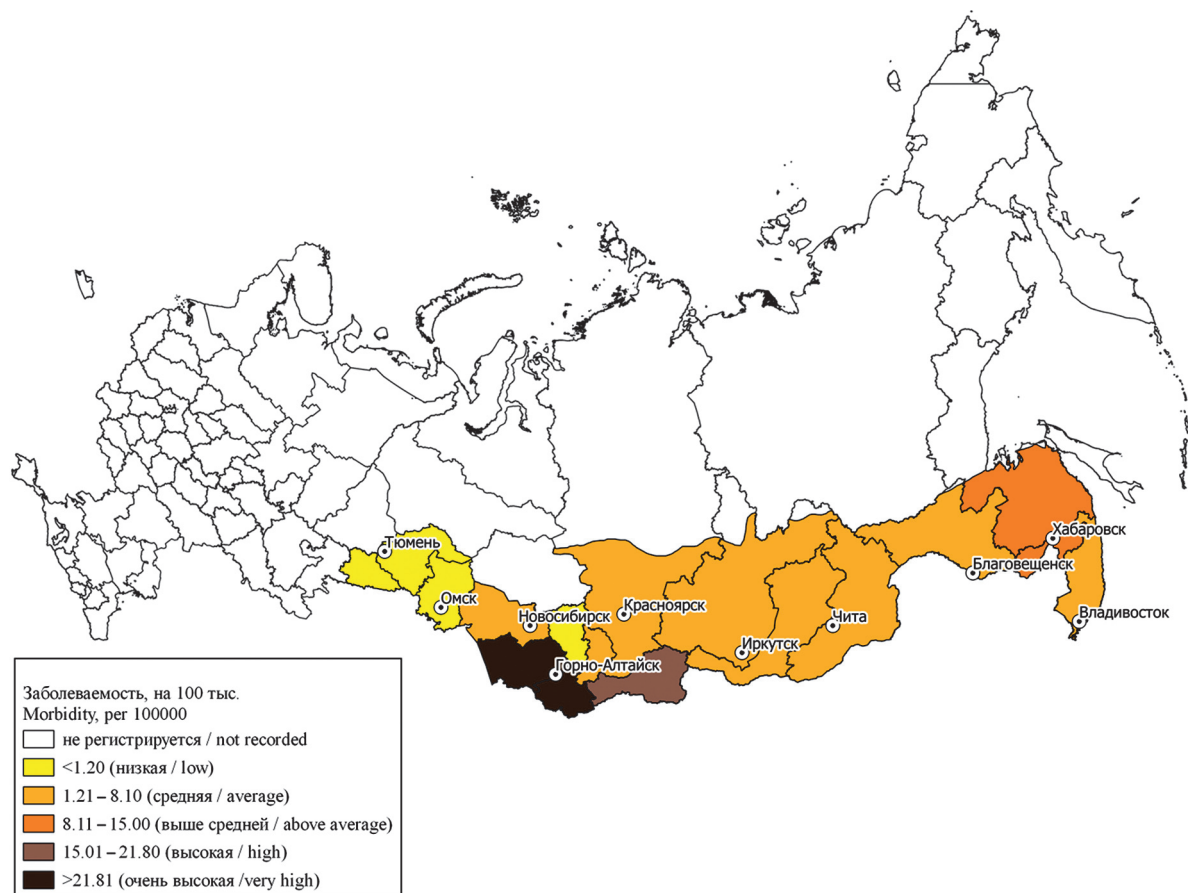 Тюмень
Омск
Новосибирск
Красноярск
Горно-Алтайск
Иркутск
Чита
Благовещенск
Хабаровск
Владивосток
Заболеваемость, на 100 тыс.
Morbidity, per 100000
не регистрируется / not recorded
<1.20 (низкая / low)
1.21 – 8.10 (средняя / average)
8.11 – 15.00 (выше средней / above average)
15.01 – 21.80 (высокая / high)
>21.81 (очень высокая /very high)